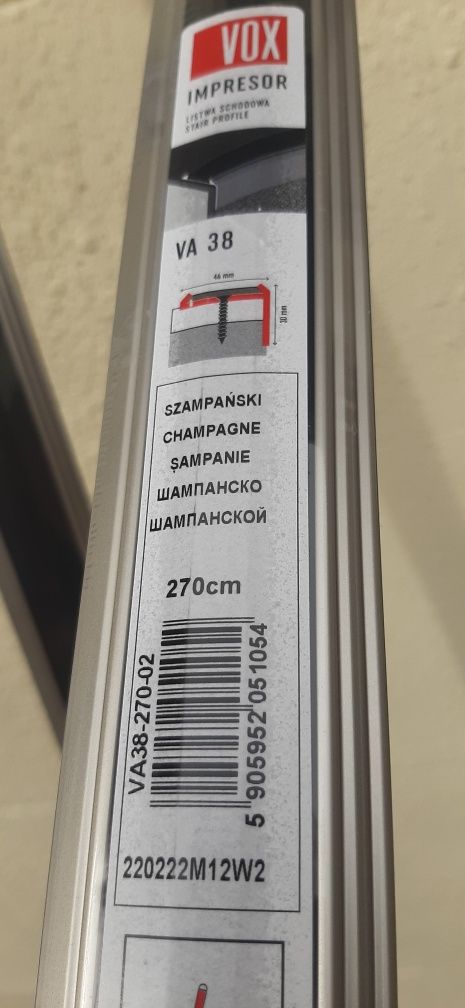 VOX
IMPRESOR
LISTWA SCHODOWA
STAIR PROFILE
VA 38
46 mm
30 mm
SZAMPAŃSKI
CHAMPAGNE
ŞAMPANIE
ШАМПАНСКО
ШАМПАНСКОЙ
270cm
VA38-270-02
5 905952 051054
220222M12W2